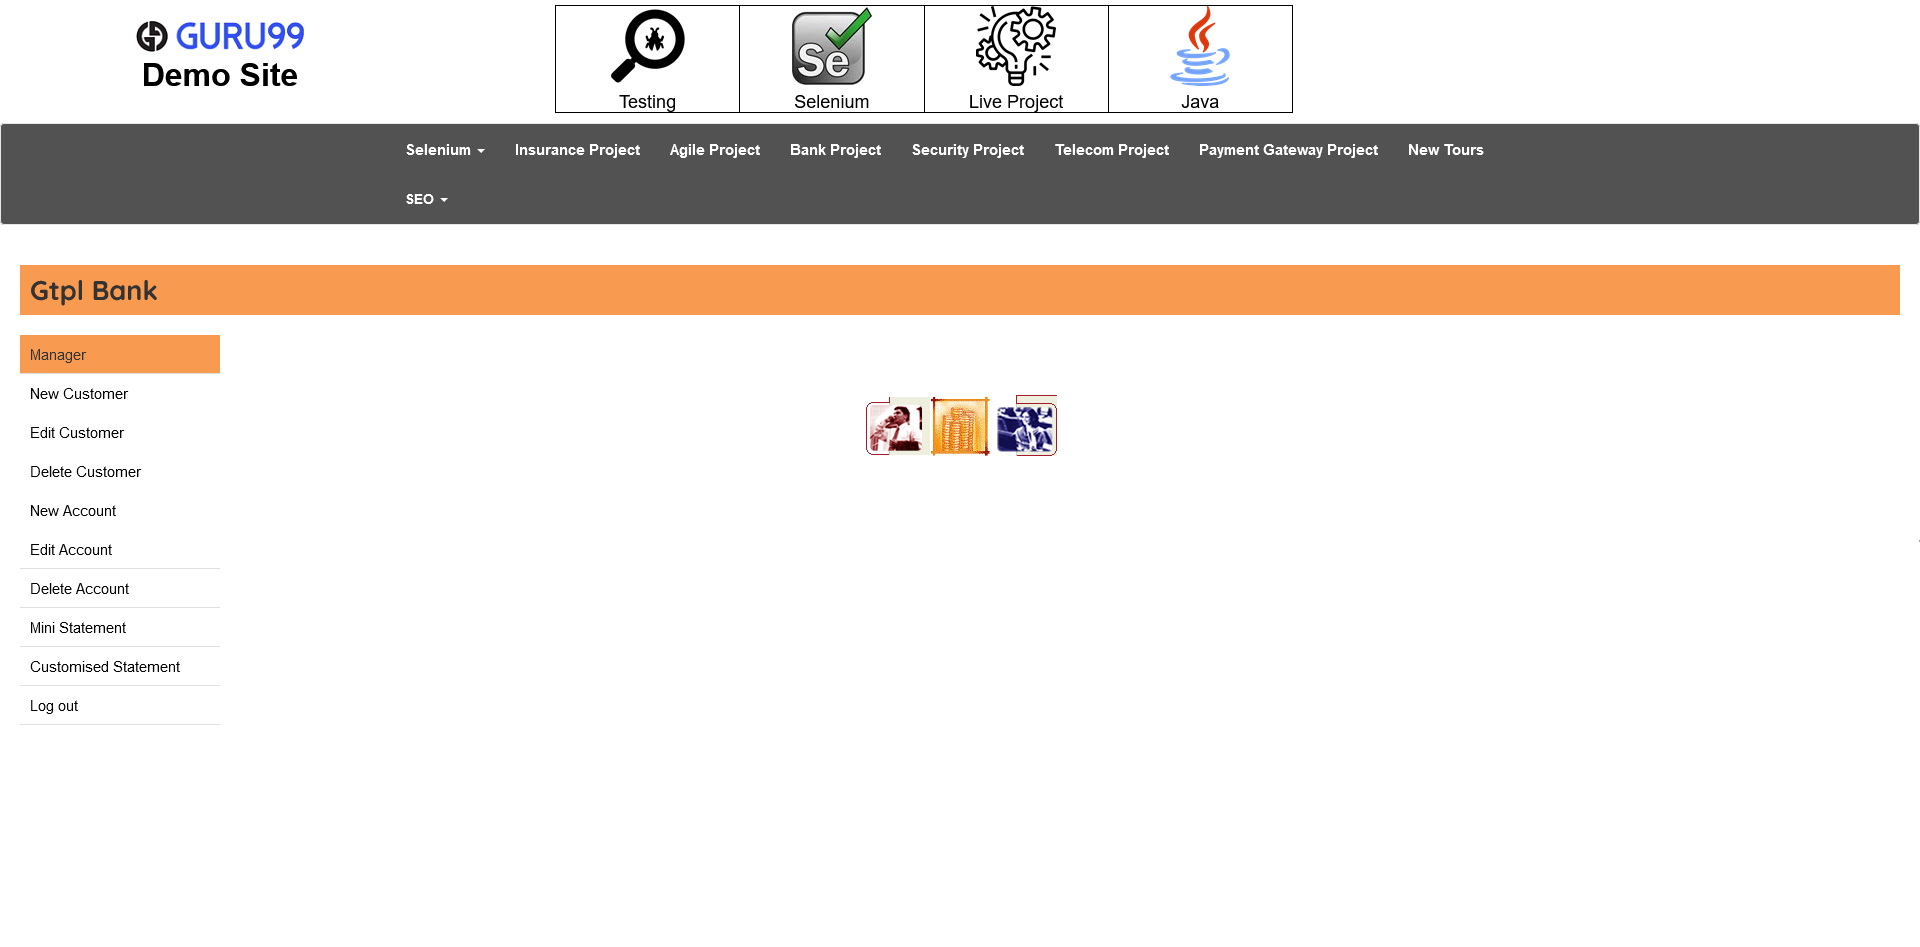 GURU99
Demo Site
Testing
Se
Selenium
Live Project
Java
Selenium
Insurance Project
Agile Project
Bank Project
Security Project
Telecom Project
Payment Gateway Project
New Tours
SEO
Gtpl Bank
Manager
New Customer
Edit Customer
Delete Customer
New Account
Edit Account
Delete Account
Mini Statement
Customised Statement
Log out